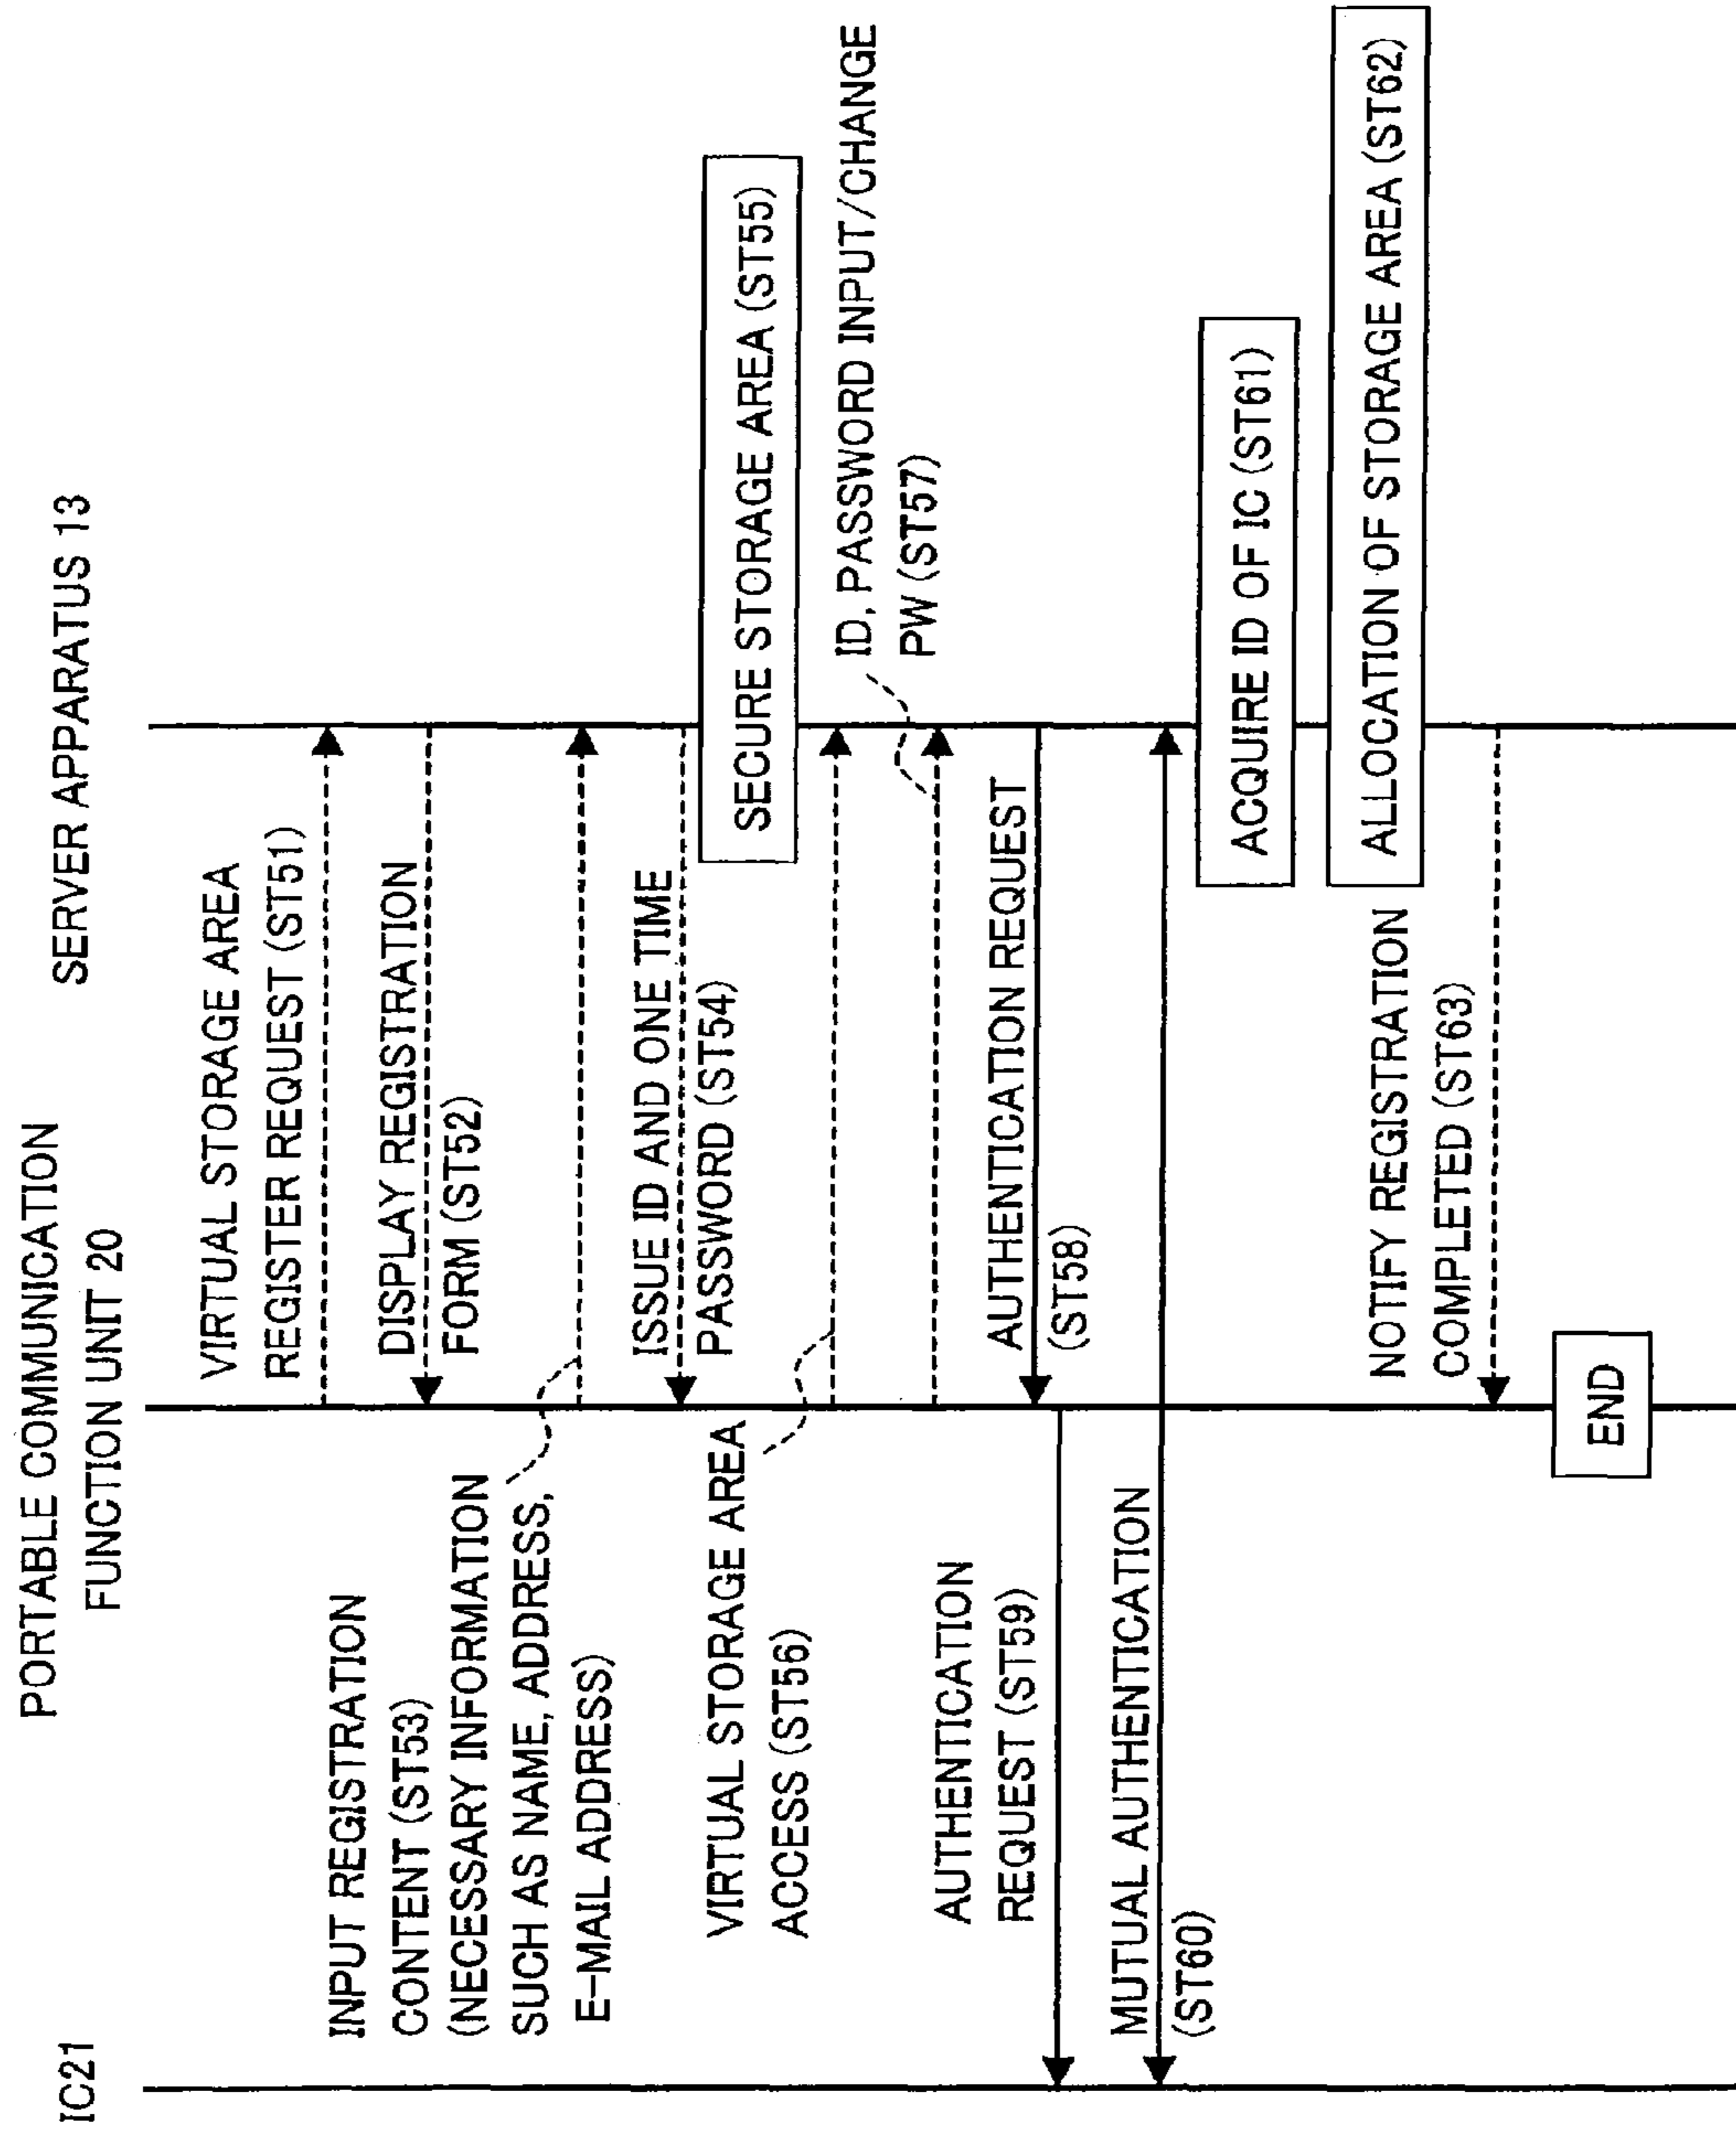 IC21
PORTABLE COMMUNICATION
FUNCTION UNIT 20
SERVER APPARATUS 13
VIRTUAL STORAGE AREA
REGISTER REQUEST (ST51)
DISPLAY REGISTRATION
FORM (ST52)
INPUT REGISTRATION
CONTENT (ST53)
(NECESSARY INFORMATION
SUCH AS NAME, ADDRESS,
E-MAIL ADDRESS)
ISSUE ID AND ONE TIME
PASSWORD (ST54)
SECURE STORAGE AREA (ST55)
VIRTUAL STORAGE AREA
ACCESS (ST56)
ID, PASSWORD INPUT/CHANGE
PW (ST57)
AUTHENTICATION REQUEST
(ST58)
AUTHENTICATION
REQUEST (ST59)
MUTUAL AUTHENTICATION
(ST60)
ACQUIRE ID OF IC (ST61)
ALLOCATION OF STORAGE AREA (ST62)
NOTIFY REGISTRATION
COMPLETED (ST63)
END